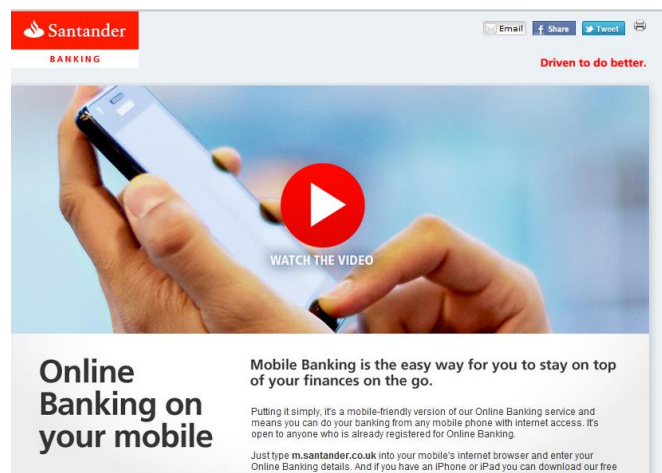 Santander
BANKING
Email
f Share
Tweet
Driven to do better.
WATCH THE VIDEO
Online
Banking on
your mobile
Mobile Banking is the easy way for you to stay on top
of your finances on the go.
Putting it simply, it's a mobile-friendly version of our Online Banking service and
means you can do your banking from any mobile phone with internet access. It's
open to anyone who is already registered for Online Banking.
Just type m.santander.co.uk into your mobile's internet browser and enter your
Online Banking details. And if you have an iPhone or iPad you can download our free